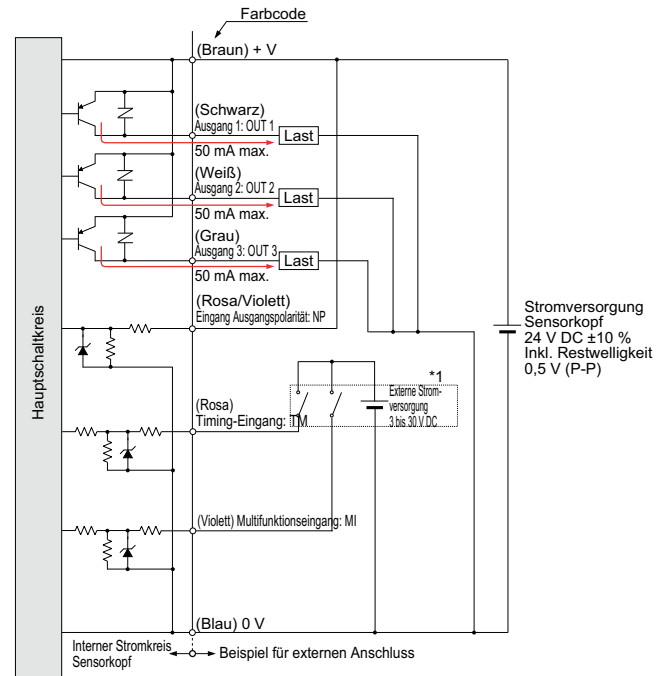 Farbcode
(Braun) + V
(Schwarz)
Ausgang 1: OUT 1
Last
50 mA max.
(Weiß)
Ausgang 2: OUT 2
Last
50 mA max.
(Grau)
Ausgang 3: OUT 3
Last
50 mA max.
(Rosa/Violett)
Eingang Ausgangspolarität: NP
Stromversorgung
Sensorkopf
24 V DC ±10 %
Inkl. Restwelligkeit
0,5 V (P-P)
Hauptschaltkreis
*1
Externe Strom-
versorgung
3 bis 30 V DC
(Rosa)
Timing-Eingang: TM
(Violett) Multifunktionseingang: MI
(Blau) 0 V
Interner Stromkreis
Sensorkopf
Beispiel für externen Anschluss